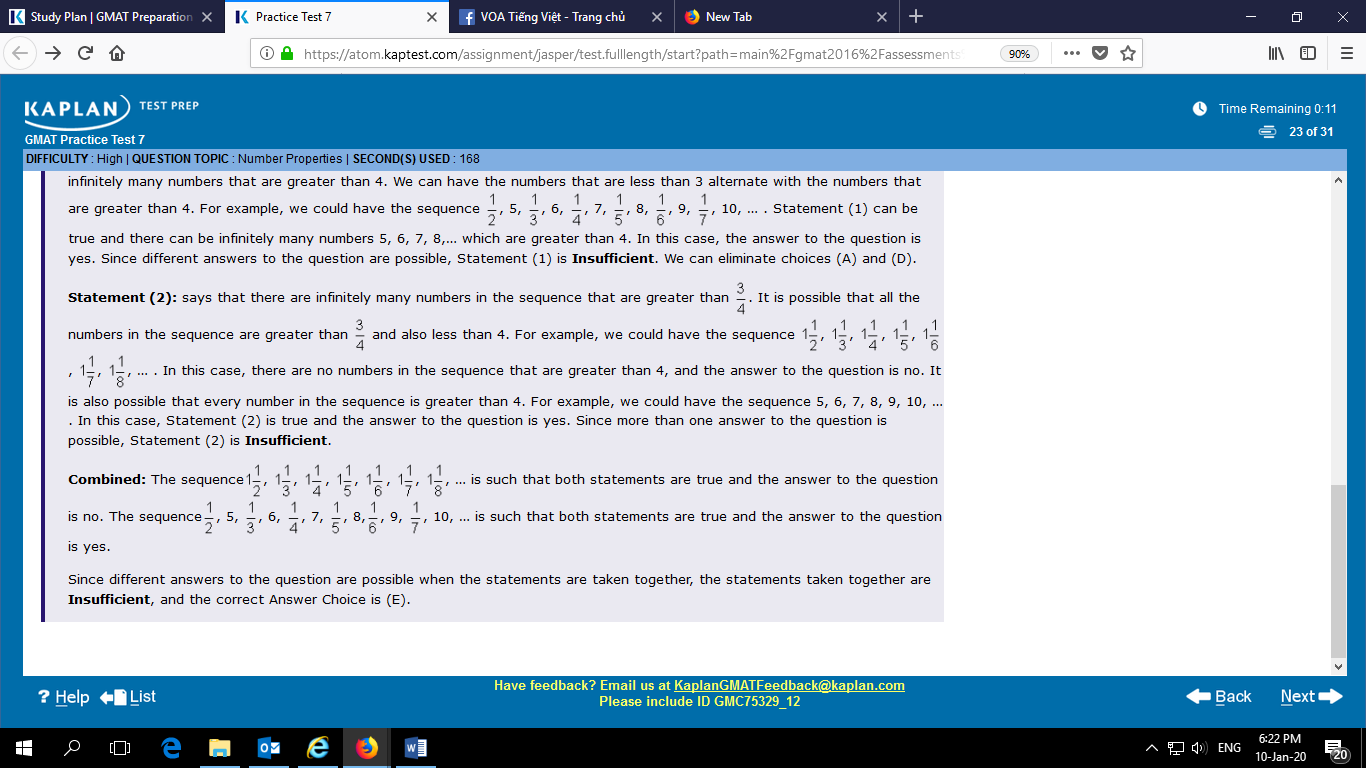 Study Plan | GMAT Preparation
Practice Test 7
VOA Tiếng Việt - Trang chủ
New Tab
https://atom.kaptest.com/assignment/jasper/test.fulllength/start?path=main%2Fgmat2016%2Fassessments
90%
KAPLAN TEST PREP
Time Remaining 0:11
GMAT Practice Test 7
23 of 31
DIFFICULTY : High | QUESTION TOPIC : Number Properties | SECOND(S) USED : 168
infinitely many numbers that are greater than 4. We can have the numbers that are less than 3 alternate with the numbers that
are greater than 4. For example, we could have the sequence 1/2, 5, 1/3, 6, 1/4, 7, 1/5, 8, 1/6, 9, 1/7, 10, ... . Statement (1) can be
true and there can be infinitely many numbers 5, 6, 7, 8,... which are greater than 4. In this case, the answer to the question is
yes. Since different answers to the question are possible, Statement (1) is Insufficient. We can eliminate choices (A) and (D).
Statement (2): says that there are infinitely many numbers in the sequence that are greater than 3/4. It is possible that all the
numbers in the sequence are greater than 3/4 and also less than 4. For example, we could have the sequence 1 1/2, 1 1/3, 1 1/4, 1 1/5, 1 1/6
, 1 1/7, 1 1/8, ... . In this case, there are no numbers in the sequence that are greater than 4, and the answer to the question is no. It
is also possible that every number in the sequence is greater than 4. For example, we could have the sequence 5, 6, 7, 8, 9, 10, ...
. In this case, Statement (2) is true and the answer to the question is yes. Since more than one answer to the question is
possible, Statement (2) is Insufficient.
Combined: The sequence 1 1/2, 1 1/3, 1 1/4, 1 1/5, 1 1/6, 1 1/7, 1 1/8, ... is such that both statements are true and the answer to the question
is no. The sequence 1/2, 5, 1/3, 6, 1/4, 7, 1/5, 8, 1/6, 9, 1/7, 10, ... is such that both statements are true and the answer to the question
is yes.
Since different answers to the question are possible when the statements are taken together, the statements taken together are
Insufficient, and the correct Answer Choice is (E).
? Help
List
Have feedback? Email us at KaplanGMATFeedback@kaplan.com
Please include ID GMC75329_12
Back
Next
ENG
6:22 PM
10-Jan-20
20